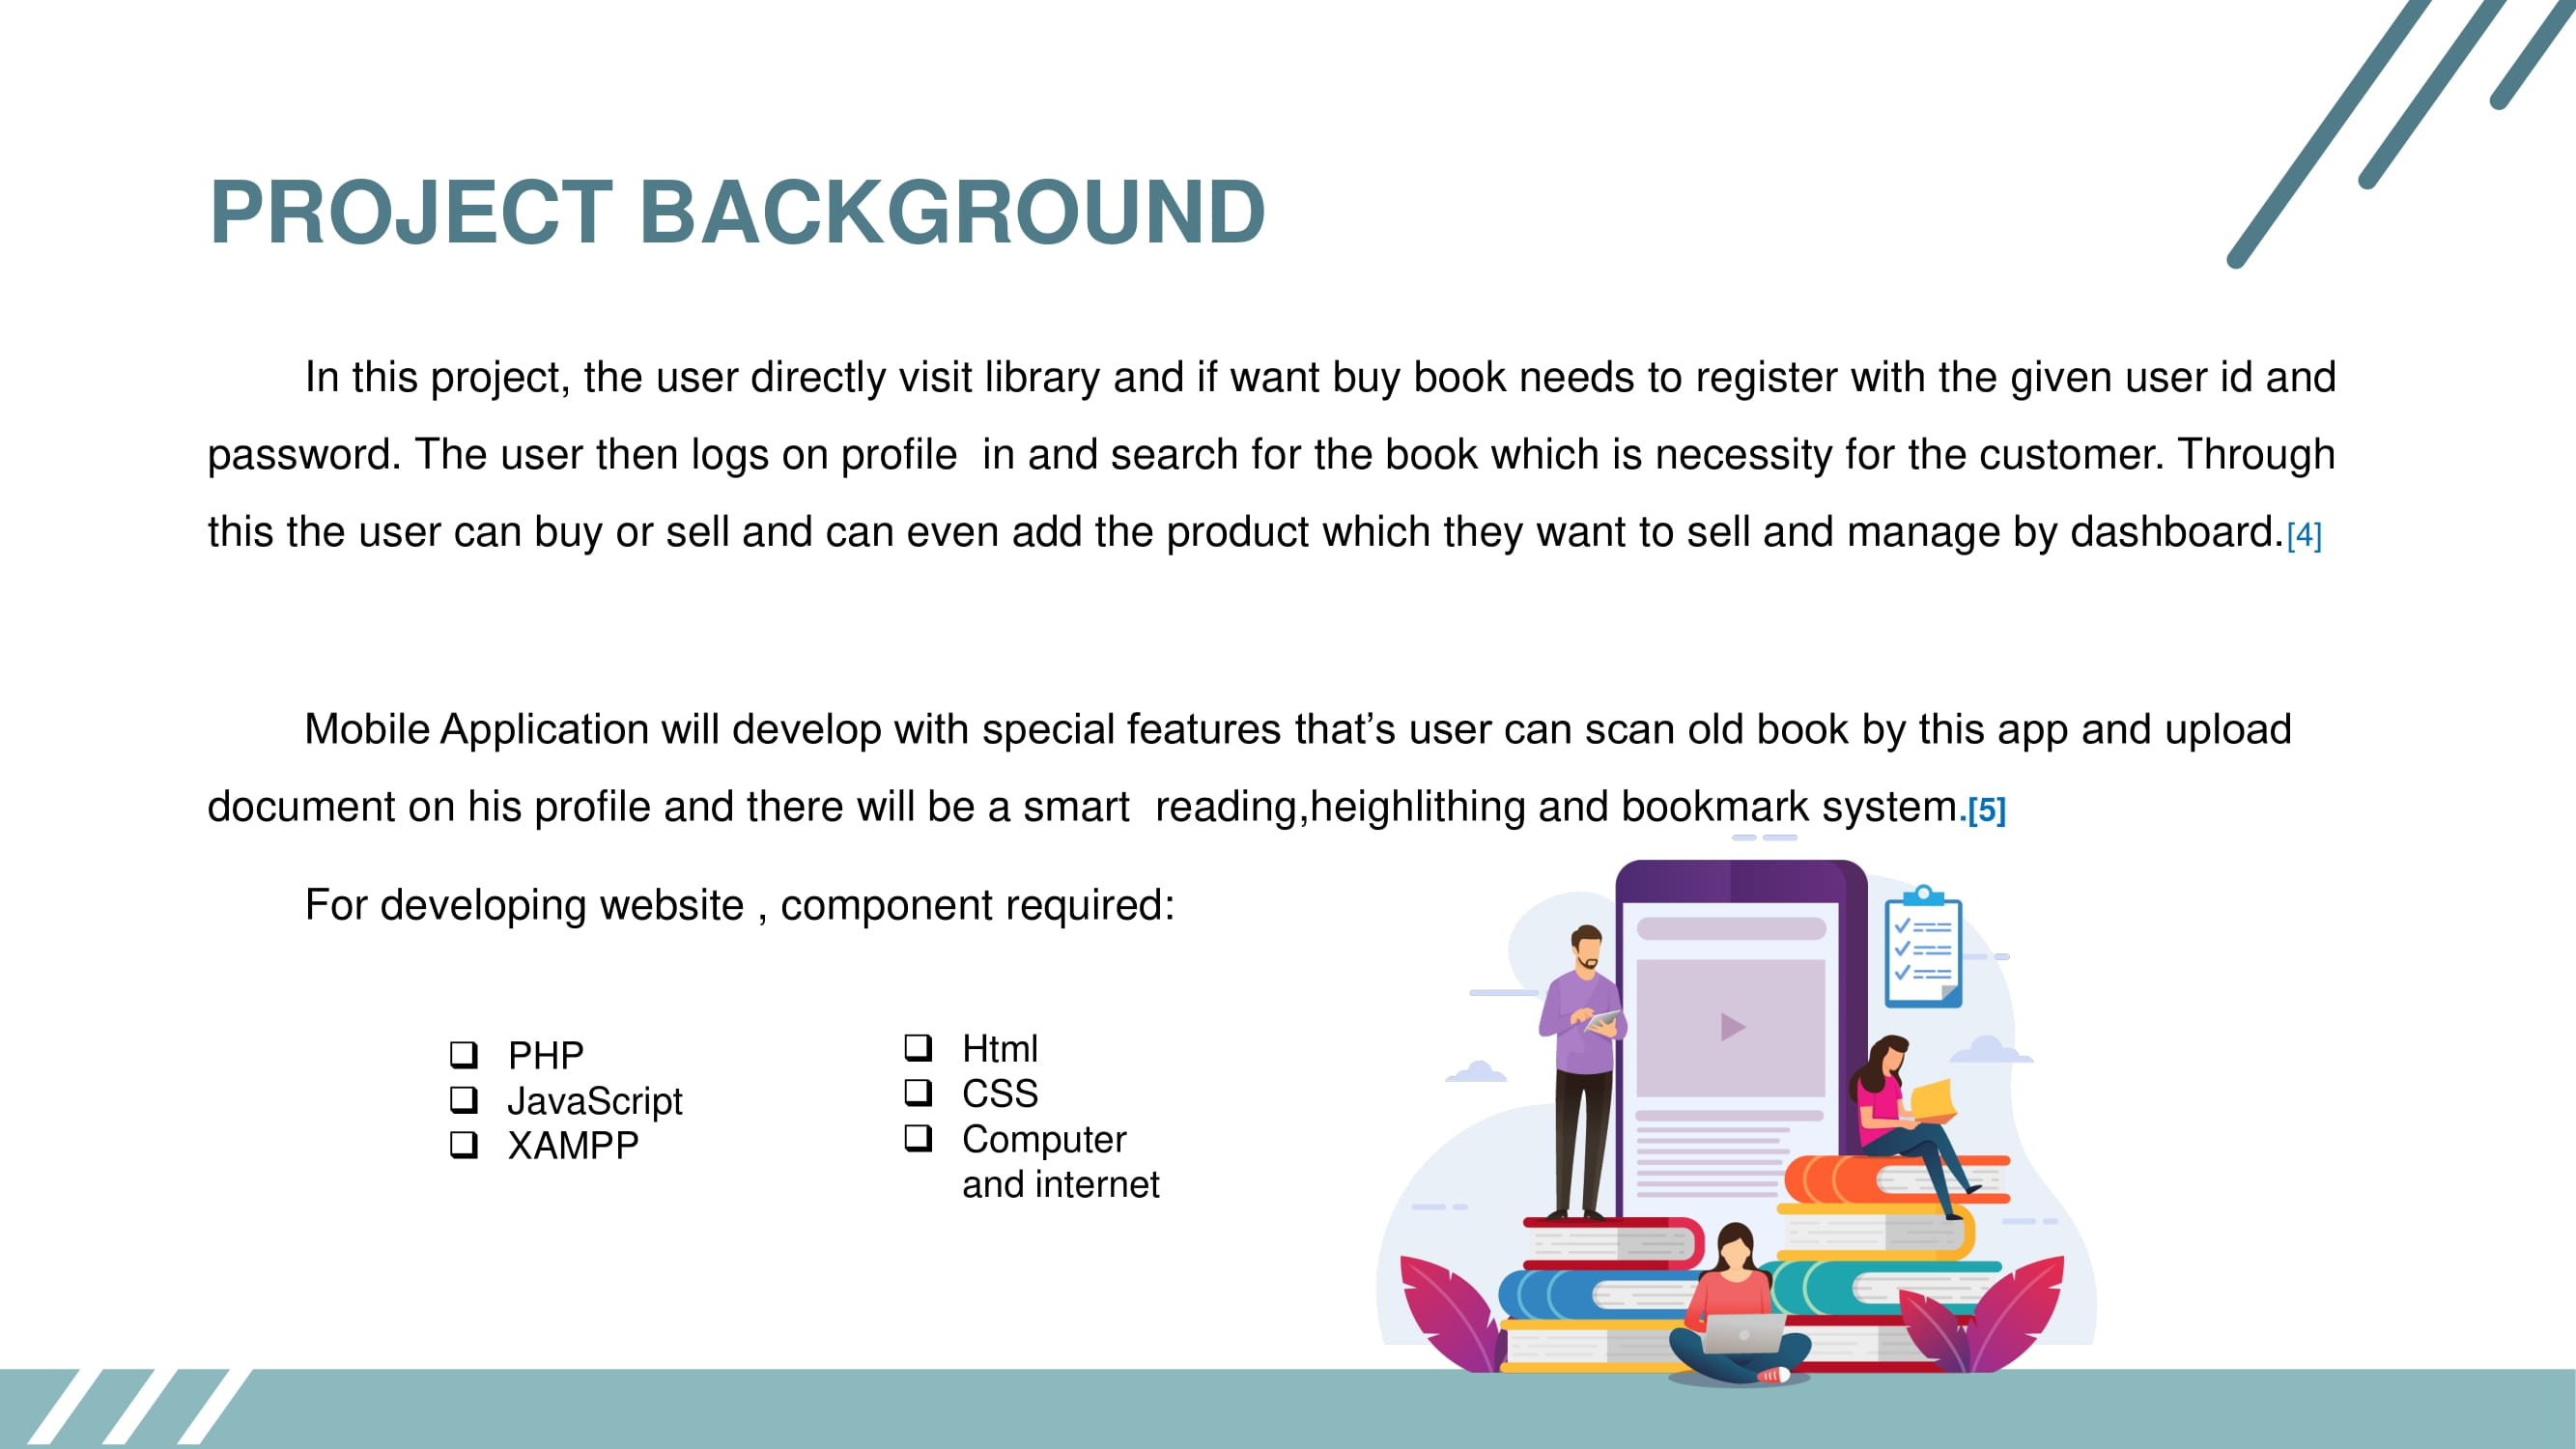 PROJECT BACKGROUND
In this project, the user directly visit library and if want buy book needs to register with the given user id and
password. The user then logs on profile  in and search for the book which is necessity for the customer. Through
this the user can buy or sell and can even add the product which they want to sell and manage by dashboard.[4]
Mobile Application will develop with special features that’s user can scan old book by this app and upload
document on his profile and there will be a smart  reading,heighlithing and bookmark system.[5]
For developing website , component required:
❑ PHP
❑ JavaScript
❑ XAMPP
❑ Html
❑ CSS
❑ Computer
and internet